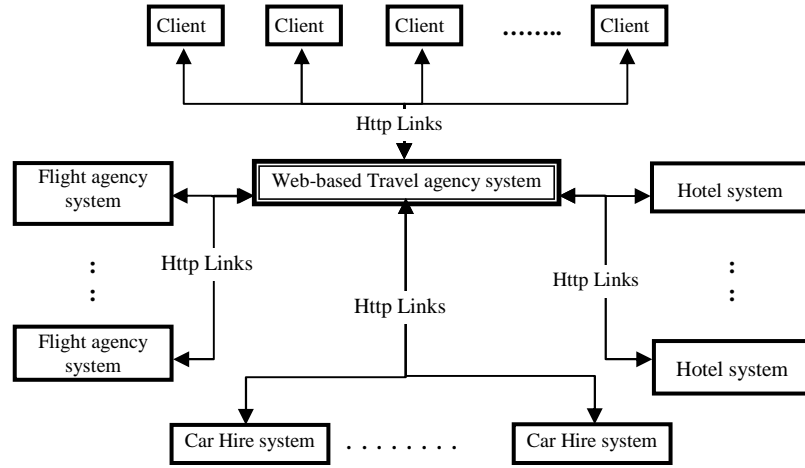 Client Client Client ........ Client
Http Links
Web-based Travel agency system
Flight agency
system
Hotel system
Http Links
Http Links
Http Links
: :
: :
Flight agency
system
Hotel system
Car Hire system ........ Car Hire system